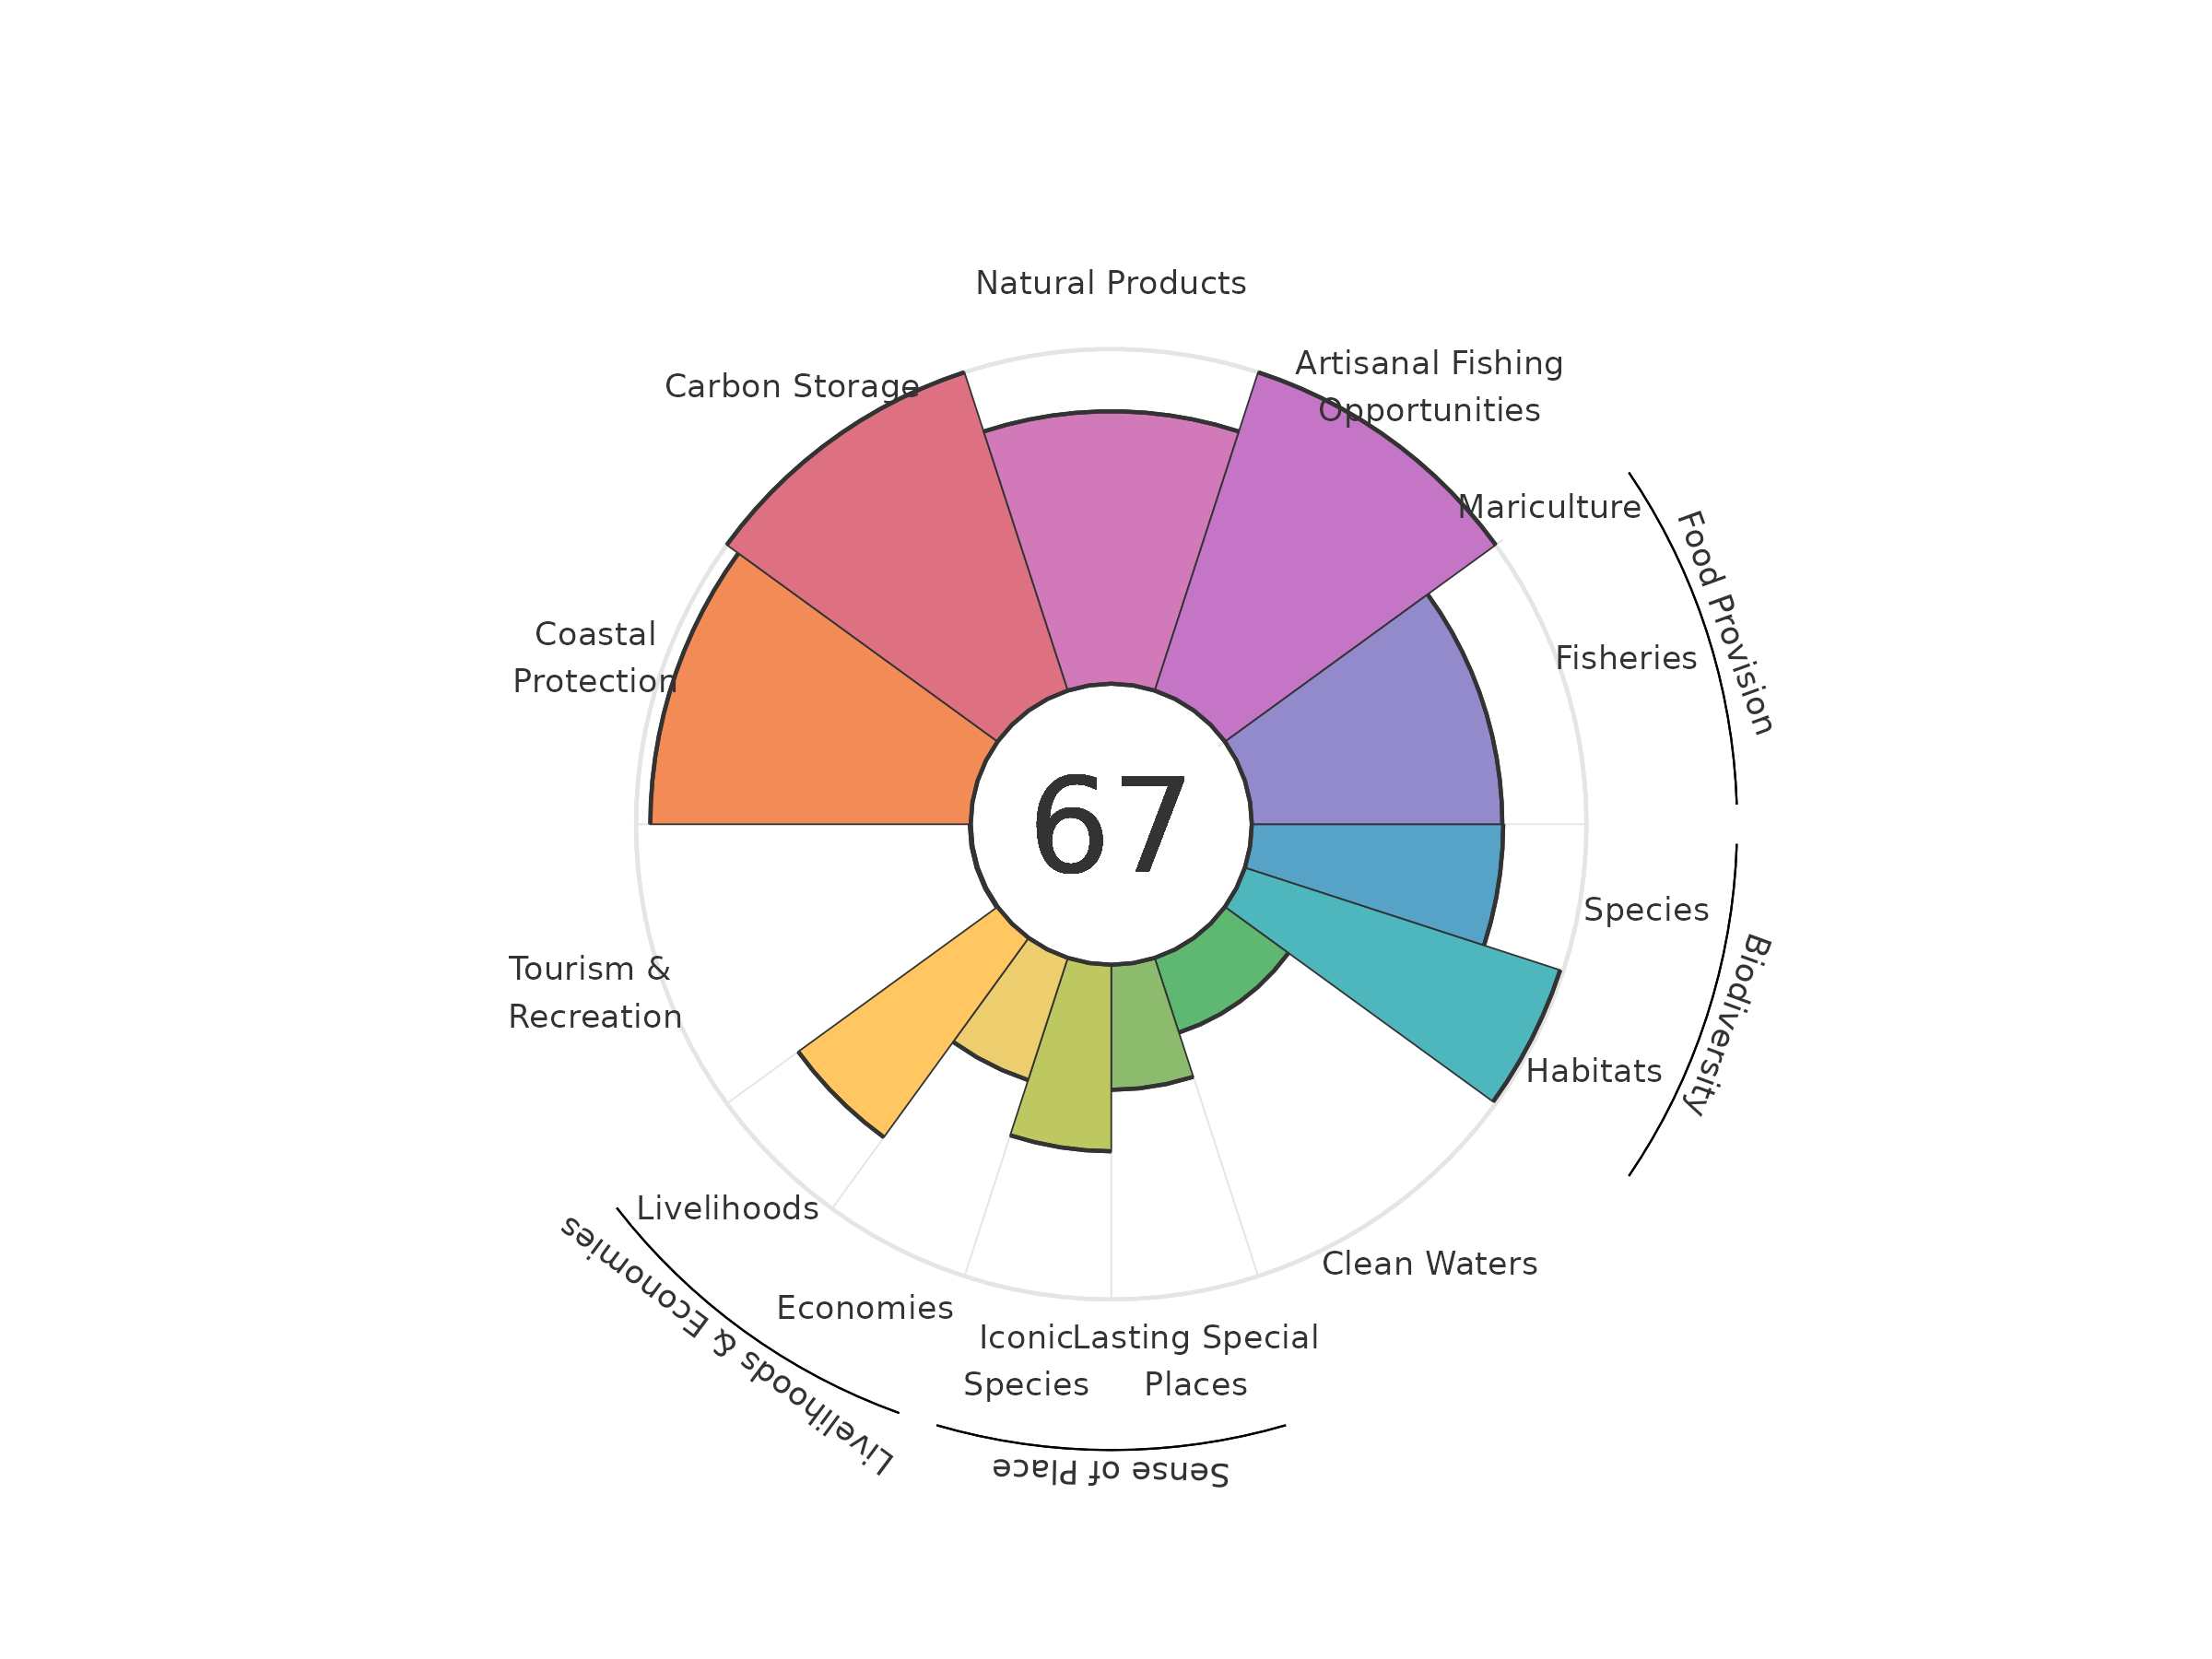 Natural Products
Carbon Storage
Artisanal Fishing
Opportunities
Mariculture
Food Provision
Coastal
Protection
Fisheries
67
Species
Biodiversity
Tourism &
Recreation
Habitats
Livelihoods
Clean Waters
Livelihoods & Economies
Economies
Iconic
Species
Lasting Special
Places
Sense of Place